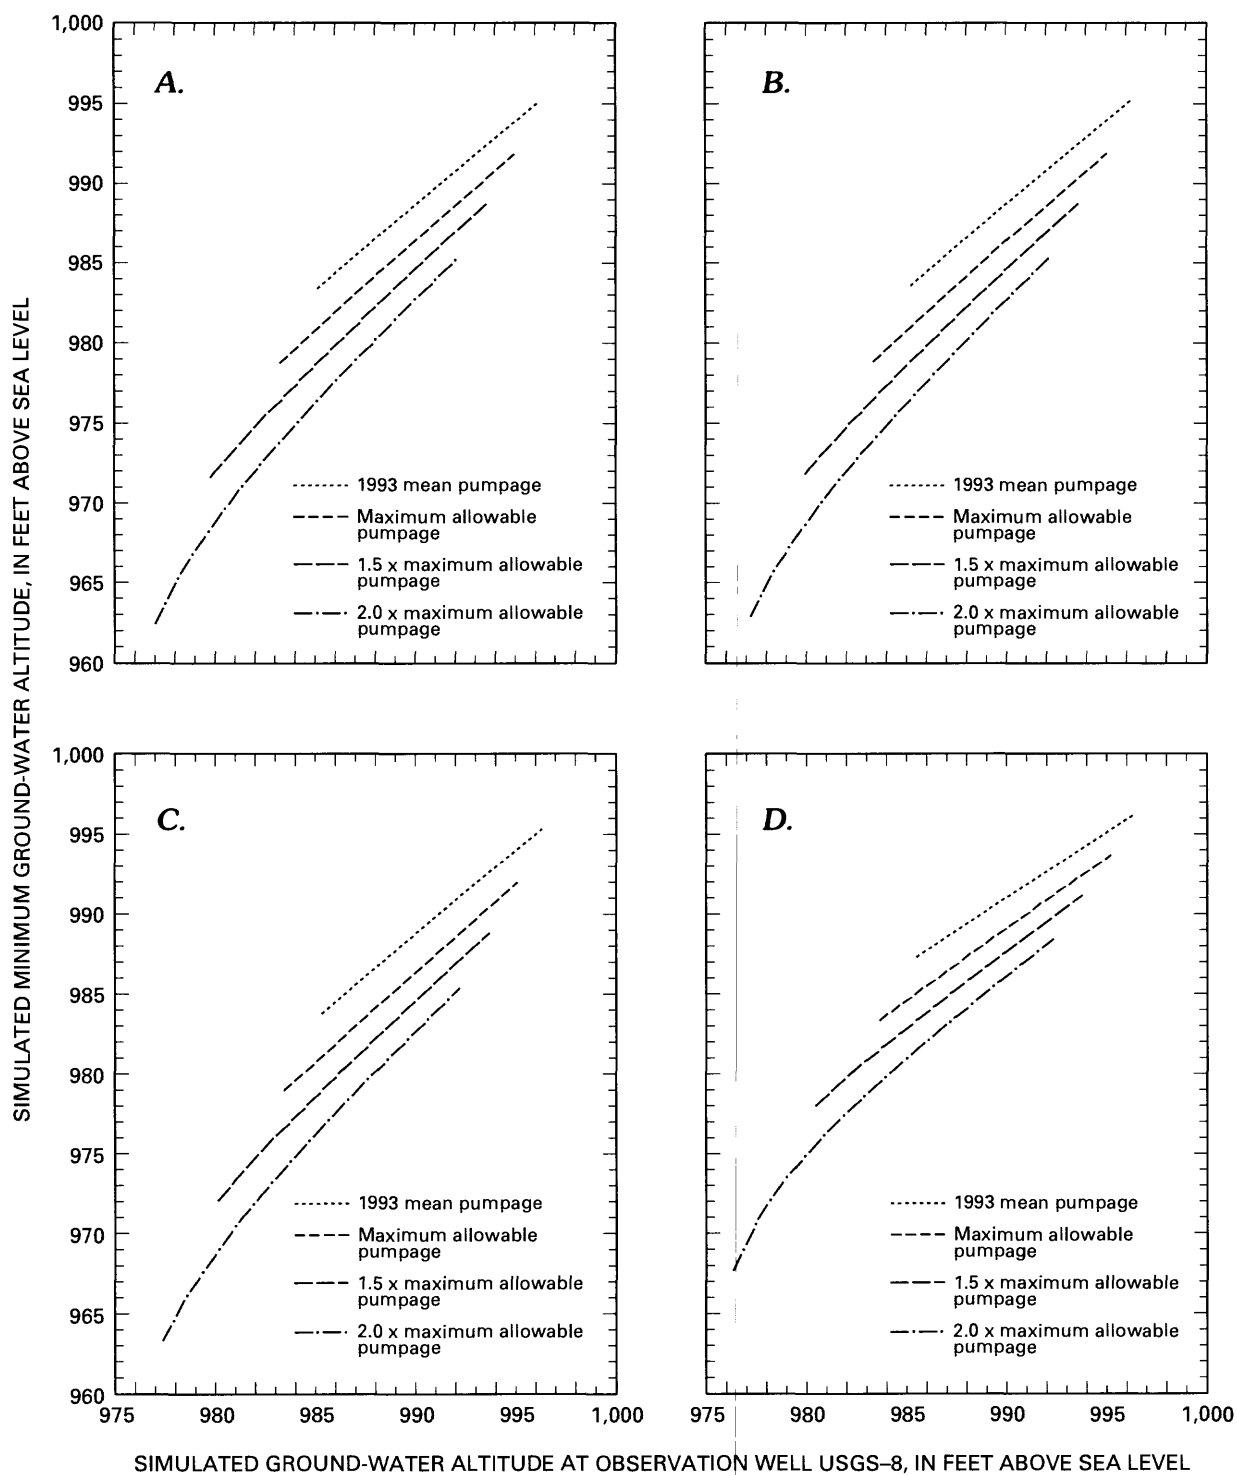 SIMULATED MINIMUM GROUND-WATER ALTITUDE, IN FEET ABOVE SEA LEVEL
1,000
995
990
985
980
975
970
965
960
A.
1993 mean pumpage
Maximum allowable
pumpage
1.5 x maximum allowable
pumpage
2.0 x maximum allowable
pumpage
B.
1993 mean pumpage
Maximum allowable
pumpage
1.5 x maximum allowable
pumpage
2.0 x maximum allowable
pumpage
1,000
995
990
985
980
975
970
965
960
C.
1993 mean pumpage
Maximum allowable
pumpage
1.5 x maximum allowable
pumpage
2.0 x maximum allowable
pumpage
975 980 985 990 995 1,000
D.
1993 mean pumpage
Maximum allowable
pumpage
1.5 x maximum allowable
pumpage
2.0 x maximum allowable
pumpage
975 980 985 990 995 1,000
SIMULATED GROUND-WATER ALTITUDE AT OBSERVATION WELL USGS–8, IN FEET ABOVE SEA LEVEL